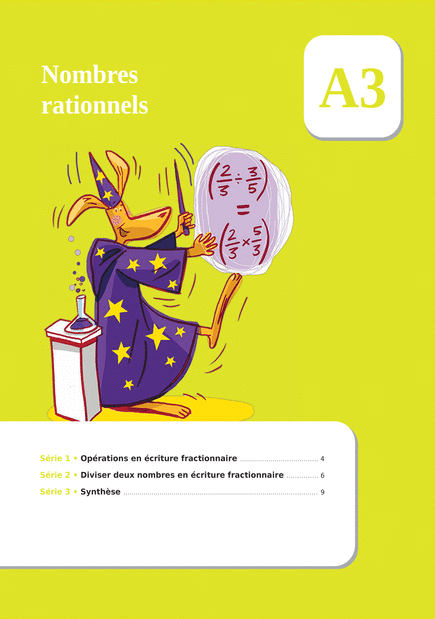 Nombres
rationnels
A3
(2/3 ÷ 3/5)
=
(2/3 × 5/3)
Série 1 • Opérations en écriture fractionnaire ........................................ 4
Série 2 • Diviser deux nombres en écriture fractionnaire ................ 6
Série 3 • Synthèse ........................................................................................ 9